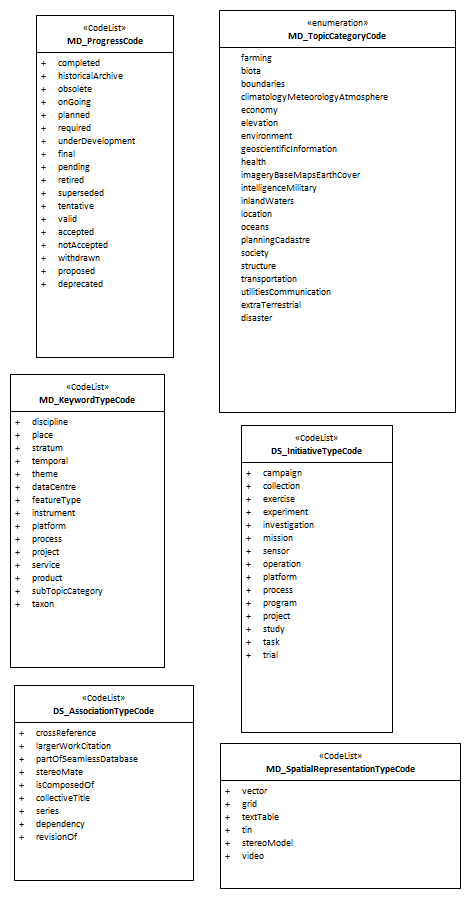 «CodeList»
MD_ProgressCode
+ completed
+ historicalArchive
+ obsolete
+ onGoing
+ planned
+ required
+ underDevelopment
+ final
+ pending
+ retired
+ superseded
+ tentative
+ valid
+ accepted
+ notAccepted
+ withdrawn
+ proposed
+ deprecated
«enumeration»
MD_TopicCategoryCode
farming
biota
boundaries
climatologyMeteorologyAtmosphere
economy
elevation
environment
geoscientificInformation
health
imageryBaseMapsEarthCover
intelligenceMilitary
inlandWaters
location
oceans
planningCadastre
society
structure
transportation
utilitiesCommunication
extraTerrestrial
disaster
«CodeList»
MD_KeywordTypeCode
+ discipline
+ place
+ stratum
+ temporal
+ theme
+ dataCentre
+ featureType
+ instrument
+ platform
+ process
+ project
+ service
+ product
+ subTopicCategory
+ taxon
«CodeList»
DS_InitiativeTypeCode
+ campaign
+ collection
+ exercise
+ experiment
+ investigation
+ mission
+ sensor
+ operation
+ platform
+ process
+ program
+ project
+ study
+ task
+ trial
«CodeList»
DS_AssociationTypeCode
+ crossReference
+ largerWorkCitation
+ partOfSeamlessDatabase
+ stereoMate
+ isComposedOf
+ collectiveTitle
+ series
+ dependency
+ revisionOf
«CodeList»
MD_SpatialRepresentationTypeCode
+ vector
+ grid
+ textTable
+ tin
+ stereoModel
+ video